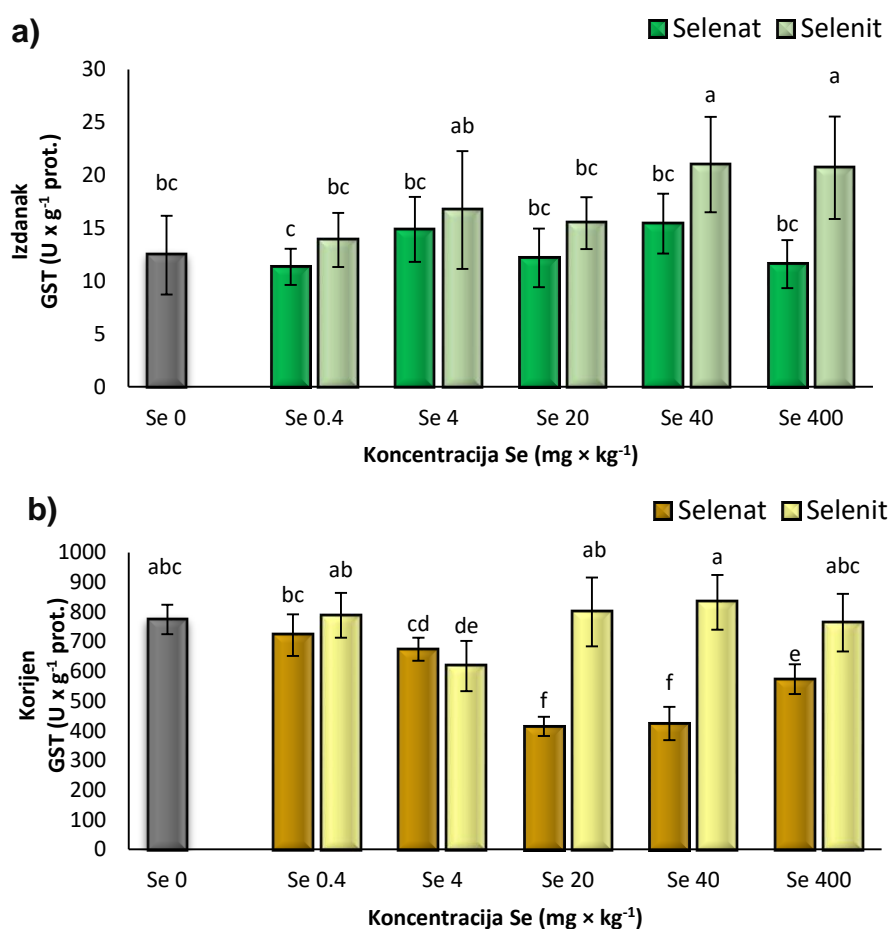 a)
Selenat Selenit
30
25
20
15
10
5
0
Izdanak
GST (U x g⁻¹ prot.)
bc
c
bc
bc
ab
bc
bc
bc
a
bc
a
Se 0 Se 0.4 Se 4 Se 20 Se 40 Se 400
Koncentracija Se (mg × kg⁻¹)
b)
Selenat Selenit
1000
900
800
700
600
500
400
300
200
100
0
Korijen
GST (U x g⁻¹ prot.)
abc
bc
ab
cd
de
f
ab
f
a
e
abc
Se 0 Se 0.4 Se 4 Se 20 Se 40 Se 400
Koncentracija Se (mg × kg⁻¹)